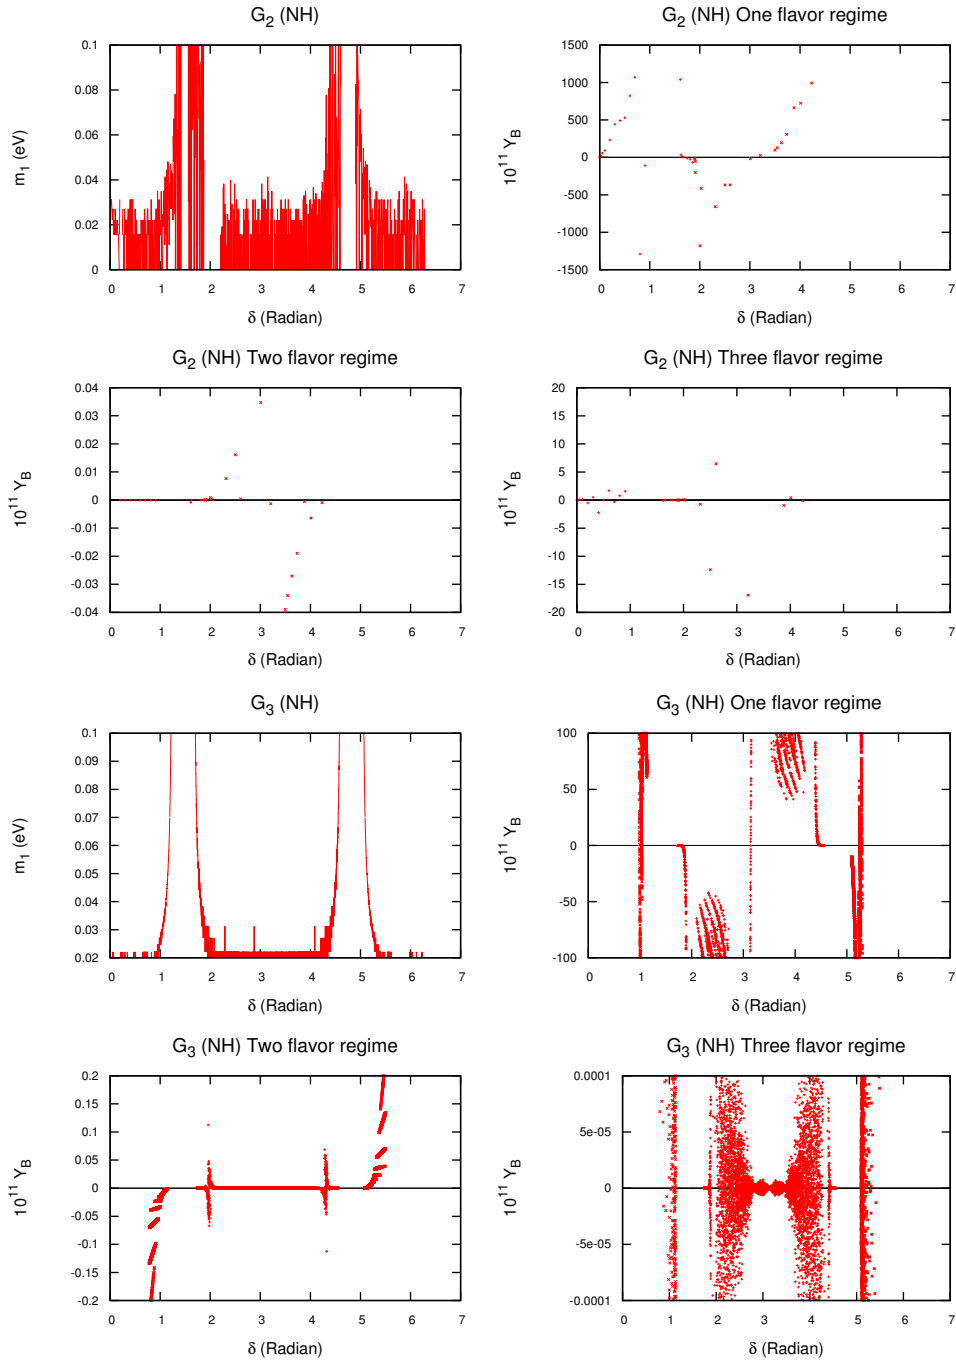 G2 (NH)
m1 (eV)
0.1
0.08
0.06
0.04
0.02
0
0 1 2 3 4 5 6 7
δ (Radian)
G2 (NH) One flavor regime
10^11 YB
1500
1000
500
0
-500
-1000
-1500
0 1 2 3 4 5 6 7
δ (Radian)
G2 (NH) Two flavor regime
10^11 YB
0.04
0.03
0.02
0.01
0
-0.01
-0.02
-0.03
-0.04
0 1 2 3 4 5 6 7
δ (Radian)
G2 (NH) Three flavor regime
10^11 YB
20
15
10
5
0
-5
-10
-15
-20
0 1 2 3 4 5 6 7
δ (Radian)
G3 (NH)
m1 (eV)
0.1
0.09
0.08
0.07
0.06
0.05
0.04
0.03
0.02
0 1 2 3 4 5 6 7
δ (Radian)
G3 (NH) One flavor regime
10^11 YB
100
50
0
-50
-100
0 1 2 3 4 5 6 7
δ (Radian)
G3 (NH) Two flavor regime
10^11 YB
0.2
0.15
0.1
0.05
0
-0.05
-0.1
-0.15
-0.2
0 1 2 3 4 5 6 7
δ (Radian)
G3 (NH) Three flavor regime
10^11 YB
0.0001
5e-05
0
-5e-05
-0.0001
0 1 2 3 4 5 6 7
δ (Radian)